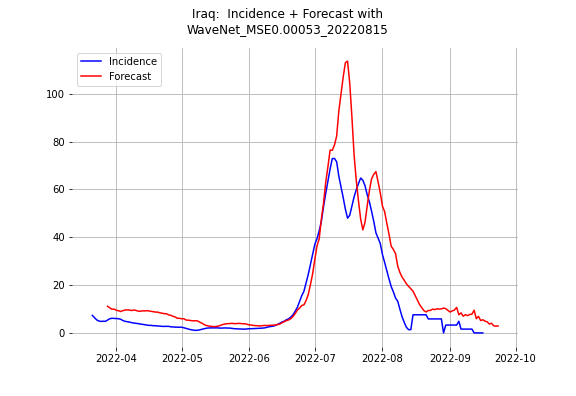 Iraq:  Incidence + Forecast with
WaveNet_MSE0.00053_20220815
Incidence
Forecast
100
80
60
40
20
0
2022-04 2022-05 2022-06 2022-07 2022-08 2022-09 2022-10